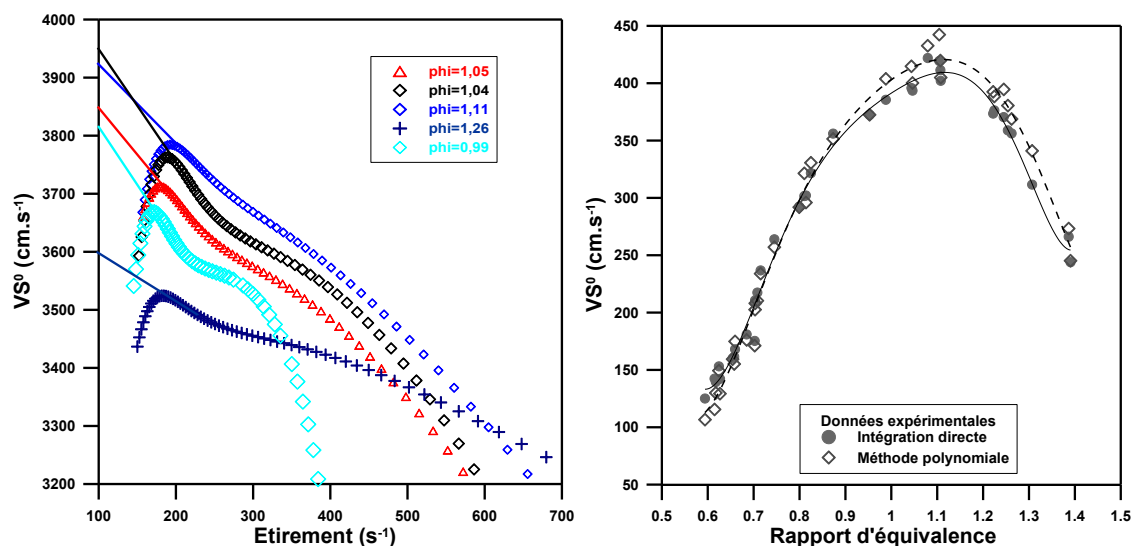 4000
3900
3800
3700
3600
3500
3400
3300
3200
VS⁰ (cm.s⁻¹)
phi=1,05
phi=1,04
phi=1,11
phi=1,26
phi=0,99
100 200 300 400 500 600 700
Etirement (s⁻¹)
450
400
350
300
250
200
150
100
50
VS⁰ (cm.s⁻¹)
Données expérimentales
Intégration directe
Méthode polynomiale
0.5 0.6 0.7 0.8 0.9 1 1.1 1.2 1.3 1.4 1.5
Rapport d'équivalence